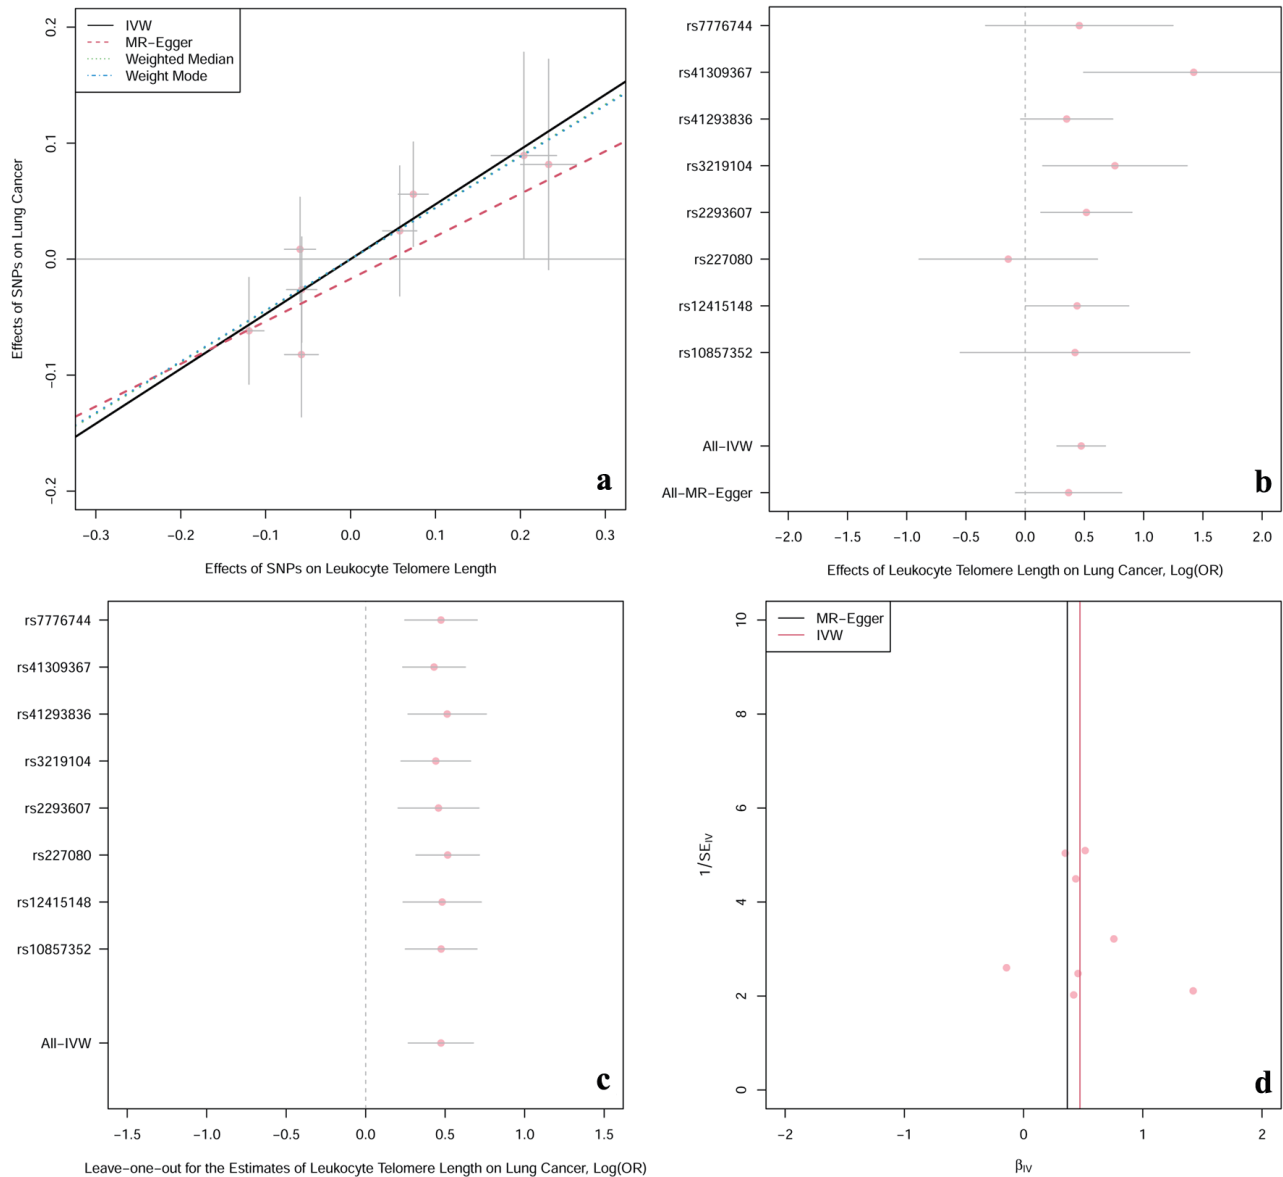 IVW
MR−Egger
Weighted Median
Weight Mode
0.2
0.1
0.0
−0.1
−0.2
Effects of SNPs on Lung Cancer
−0.3
−0.2
−0.1
0.0
0.1
0.2
0.3
Effects of SNPs on Leukocyte Telomere Length
a
rs7776744
rs41309367
rs41293836
rs3219104
rs2293607
rs227080
rs12415148
rs10857352
All−IVW
All−MR−Egger
b
−2.0
−1.5
−1.0
−0.5
0.0
0.5
1.0
1.5
2.0
Effects of Leukocyte Telomere Length on Lung Cancer, Log(OR)
rs7776744
rs41309367
rs41293836
rs3219104
rs2293607
rs227080
rs12415148
rs10857352
All−IVW
c
−1.5
−1.0
−0.5
0.0
0.5
1.0
1.5
Leave−one−out for the Estimates of Leukocyte Telomere Length on Lung Cancer, Log(OR)
MR−Egger
IVW
10
8
6
4
2
0
1/SE_IV
d
−2
−1
0
1
2
β_IV